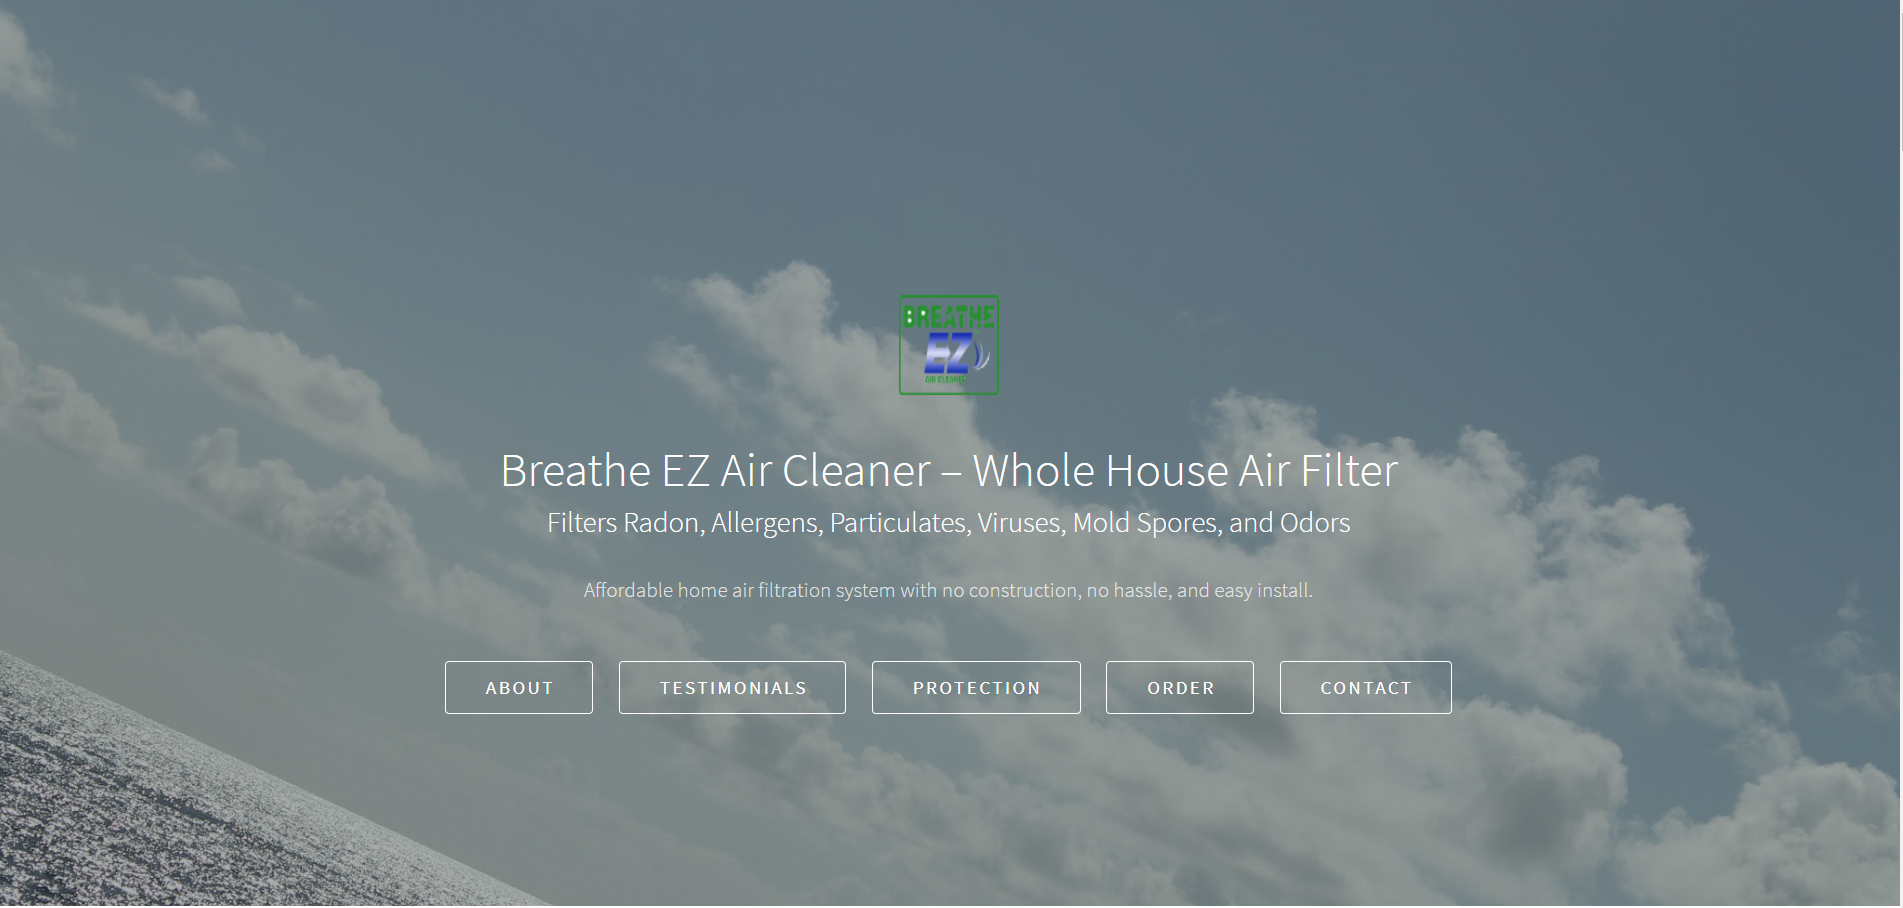 BREATHE
EZ
AIR CLEANER
Breathe EZ Air Cleaner – Whole House Air Filter
Filters Radon, Allergens, Particulates, Viruses, Mold Spores, and Odors
Affordable home air filtration system with no construction, no hassle, and easy install.
ABOUT
TESTIMONIALS
PROTECTION
ORDER
CONTACT